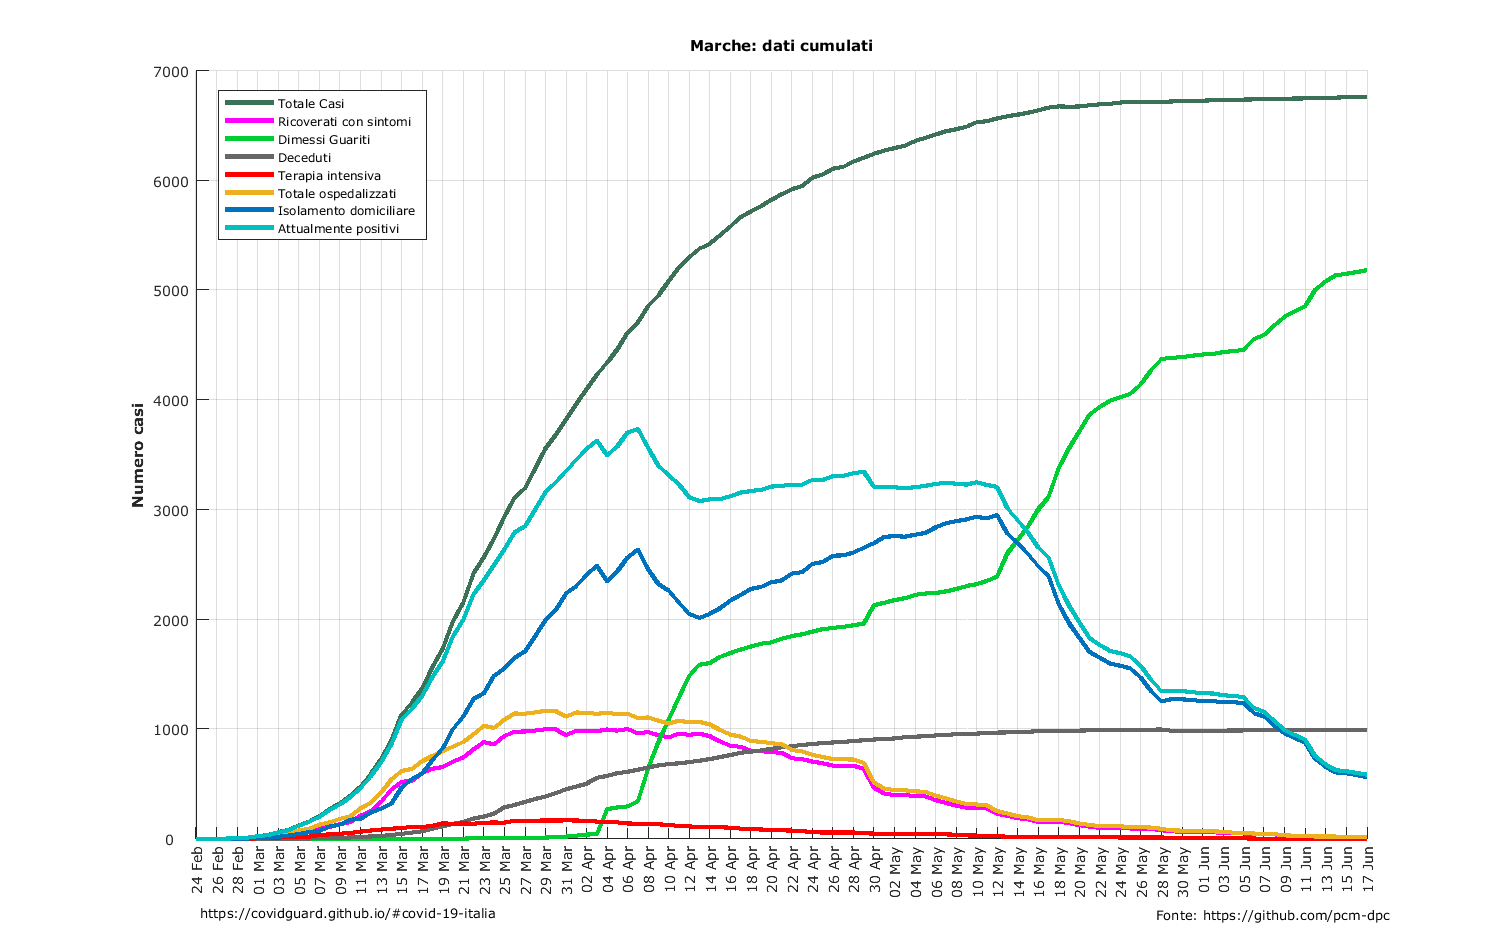 Marche: dati cumulati
Numero casi
7000
6000
5000
4000
3000
2000
1000
0
Totale Casi
Ricoverati con sintomi
Dimessi Guariti
Deceduti
Terapia intensiva
Totale ospedalizzati
Isolamento domiciliare
Attualmente positivi
24 Feb
26 Feb
28 Feb
01 Mar
03 Mar
05 Mar
07 Mar
09 Mar
11 Mar
13 Mar
15 Mar
17 Mar
19 Mar
21 Mar
23 Mar
25 Mar
27 Mar
29 Mar
31 Mar
02 Apr
04 Apr
06 Apr
08 Apr
10 Apr
12 Apr
14 Apr
16 Apr
18 Apr
20 Apr
22 Apr
24 Apr
26 Apr
28 Apr
30 Apr
02 May
04 May
06 May
08 May
10 May
12 May
14 May
16 May
18 May
20 May
22 May
24 May
26 May
28 May
30 May
01 Jun
03 Jun
05 Jun
07 Jun
09 Jun
11 Jun
13 Jun
15 Jun
17 Jun
https://covidguard.github.io/#covid-19-italia
Fonte: https://github.com/pcm-dpc